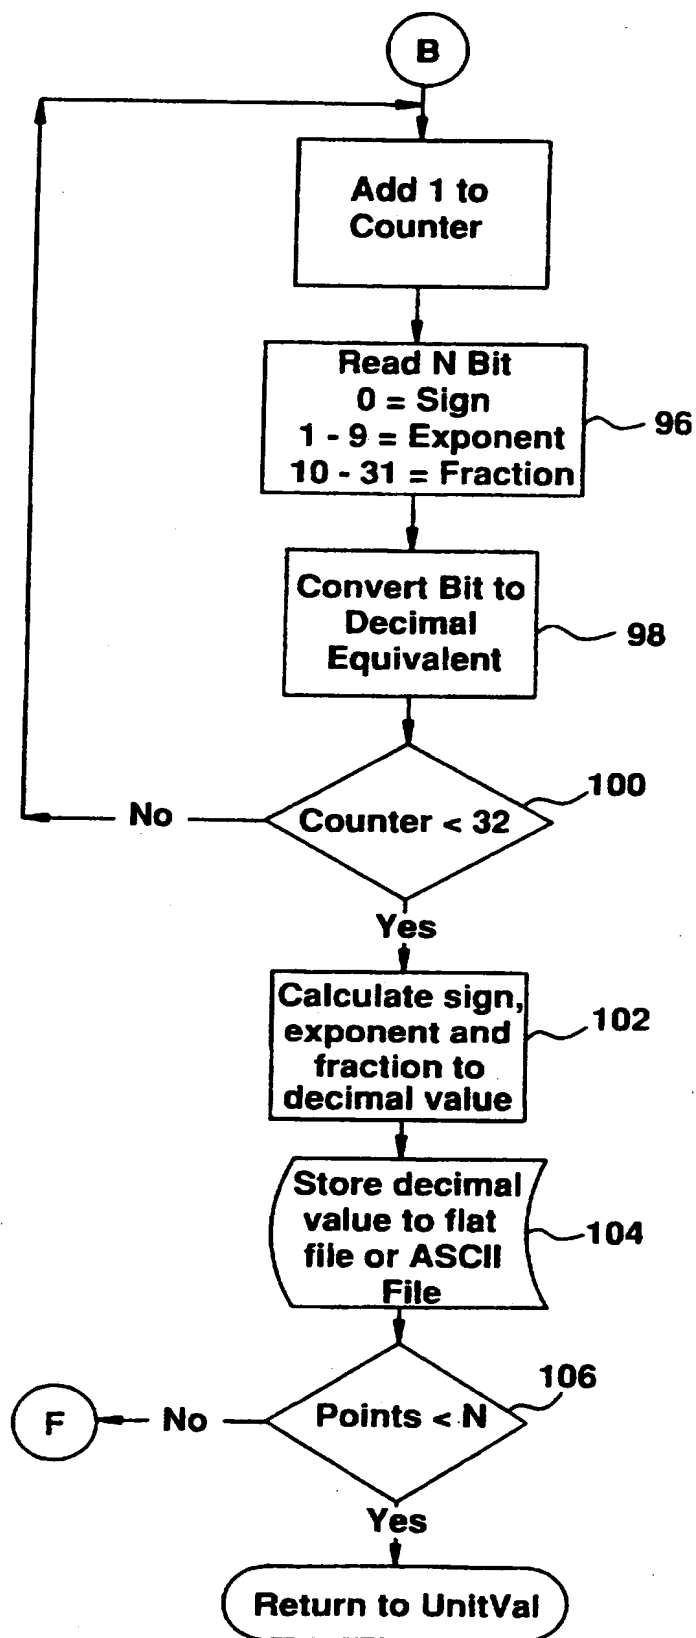 B
Add 1 to
Counter
Read N Bit
0 = Sign
1 - 9 = Exponent
10 - 31 = Fraction
96
Convert Bit to
Decimal
Equivalent
98
100
No
Counter < 32
Yes
Calculate sign,
exponent and
fraction to
decimal value
102
Store decimal
value to flat
file or ASCII
File
104
106
F
No
Points < N
Yes
Return to UnitVal